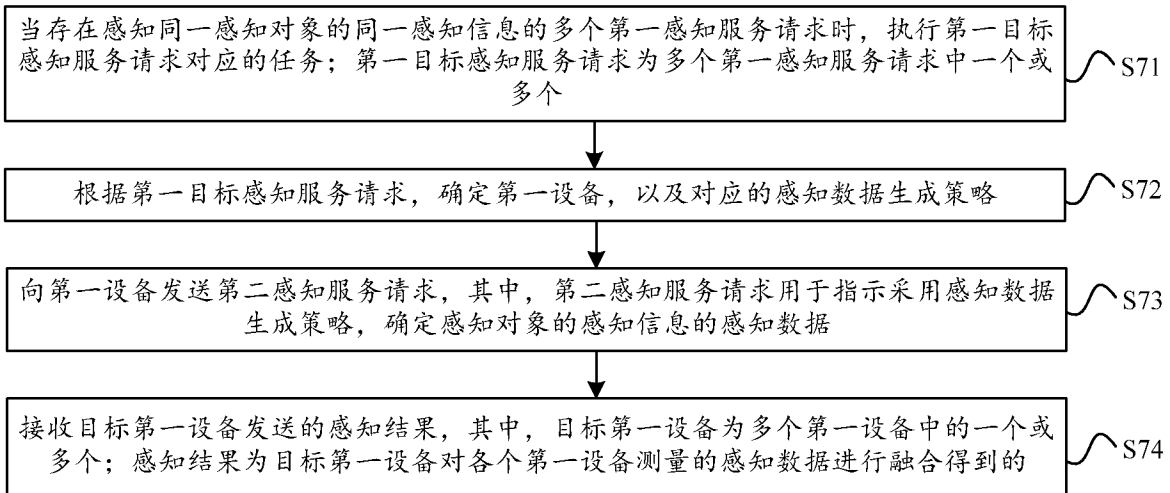 当存在感知同一感知对象的同一感知信息的多个第一感知服务请求时，执行第一目标
感知服务请求对应的任务；第一目标感知服务请求为多个第一感知服务请求中一个或
多个
S71
根据第一目标感知服务请求，确定第一设备，以及对应的感知数据生成策略
S72
向第一设备发送第二感知服务请求，其中，第二感知服务请求用于指示采用感知数据
生成策略，确定感知对象的感知信息的感知数据
S73
接收目标第一设备发送的感知结果，其中，目标第一设备为多个第一设备中的一个或
多个；感知结果为目标第一设备对各个第一设备测量的感知数据进行融合得到的
S74